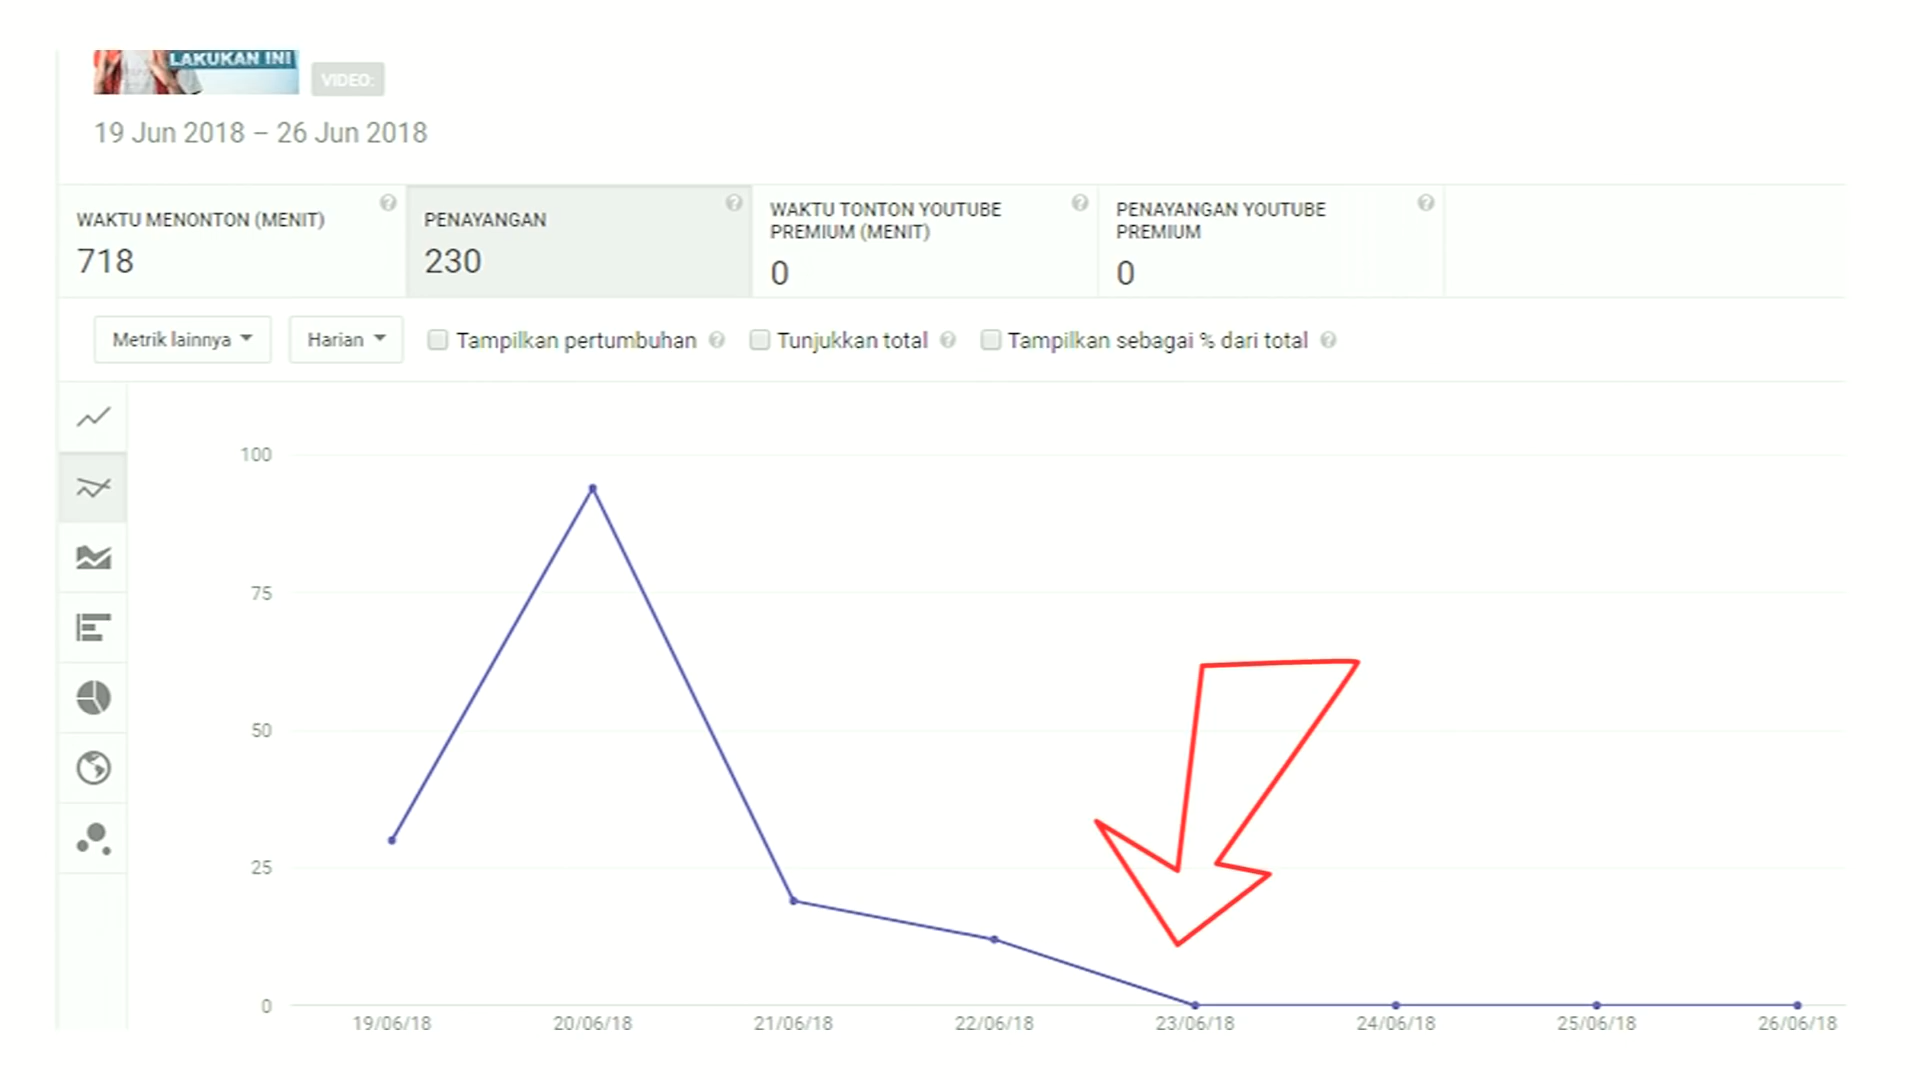 LAKUKAN INI
VIDEO:
19 Jun 2018 – 26 Jun 2018
WAKTU MENONTON (MENIT)
718
PENAYANGAN
230
WAKTU TONTON YOUTUBE
PREMIUM (MENIT)
0
PENAYANGAN YOUTUBE
PREMIUM
0
Metrik lainnya
Harian
Tampilkan pertumbuhan
Tunjukkan total
Tampilkan sebagai % dari total
100
75
50
25
0
19/06/18
20/06/18
21/06/18
22/06/18
23/06/18
24/06/18
25/06/18
26/06/18